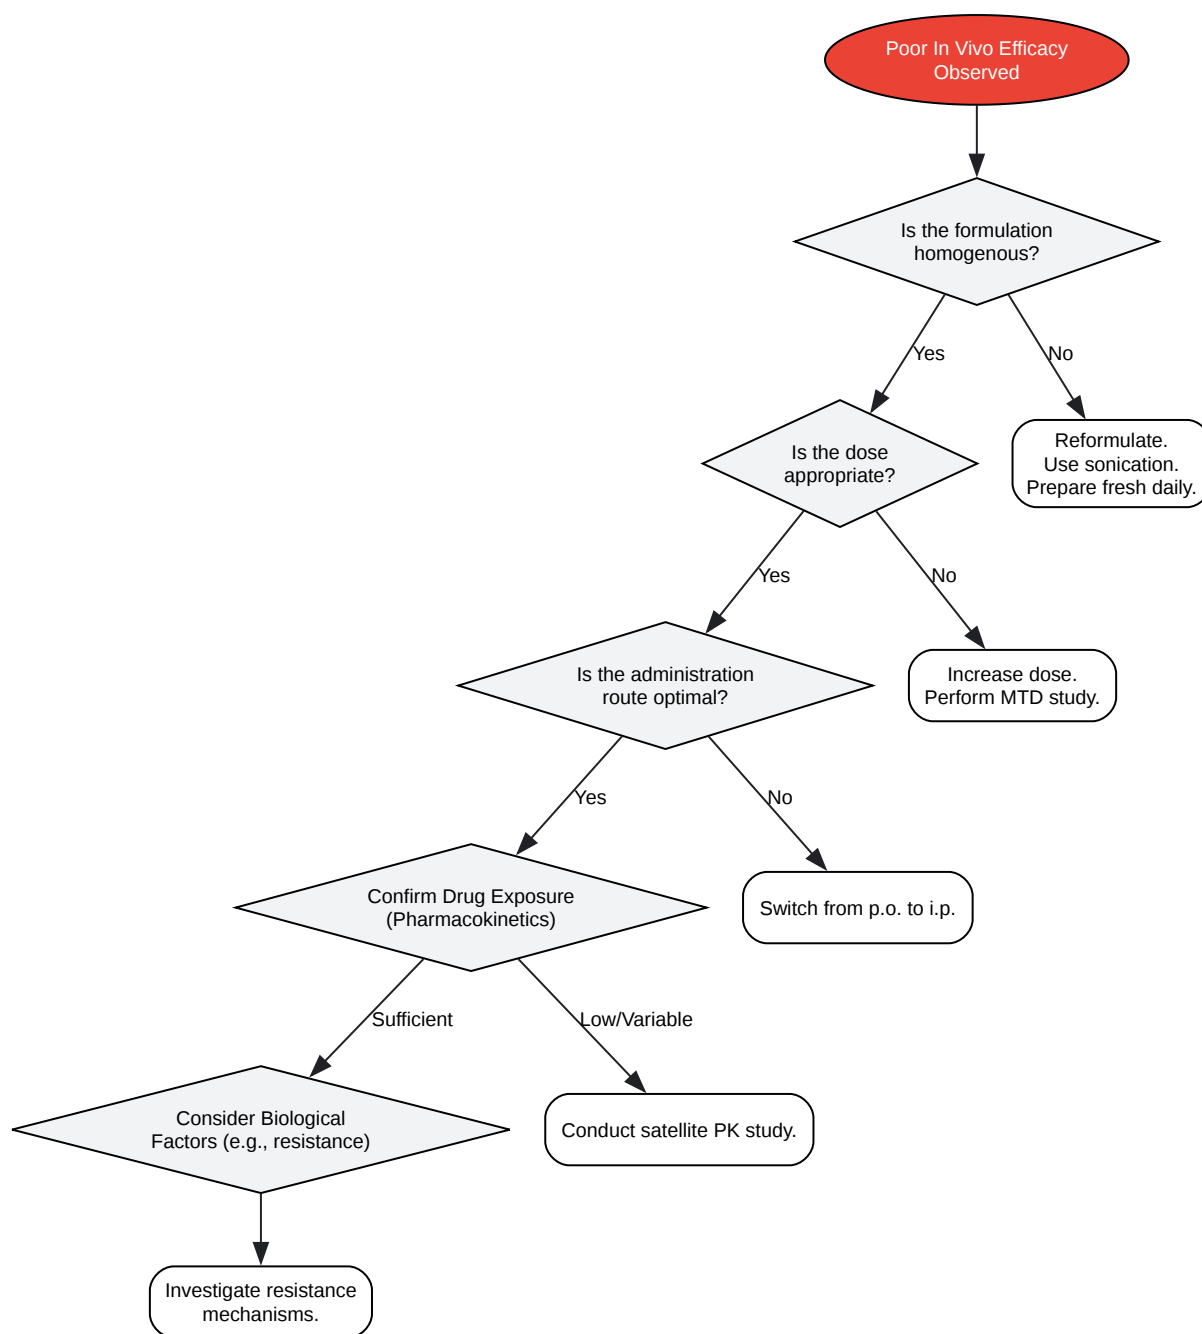 Poor In Vivo Efficacy
Observed
Is the formulation
homogenous?
Yes
No
Is the dose
appropriate?
Reformulate.
Use sonication.
Prepare fresh daily.
Yes
No
Is the administration
route optimal?
Increase dose.
Perform MTD study.
Yes
No
Confirm Drug Exposure
(Pharmacokinetics)
Switch from p.o. to i.p.
Sufficient
Low/Variable
Consider Biological
Factors (e.g., resistance)
Conduct satellite PK study.
Investigate resistance
mechanisms.